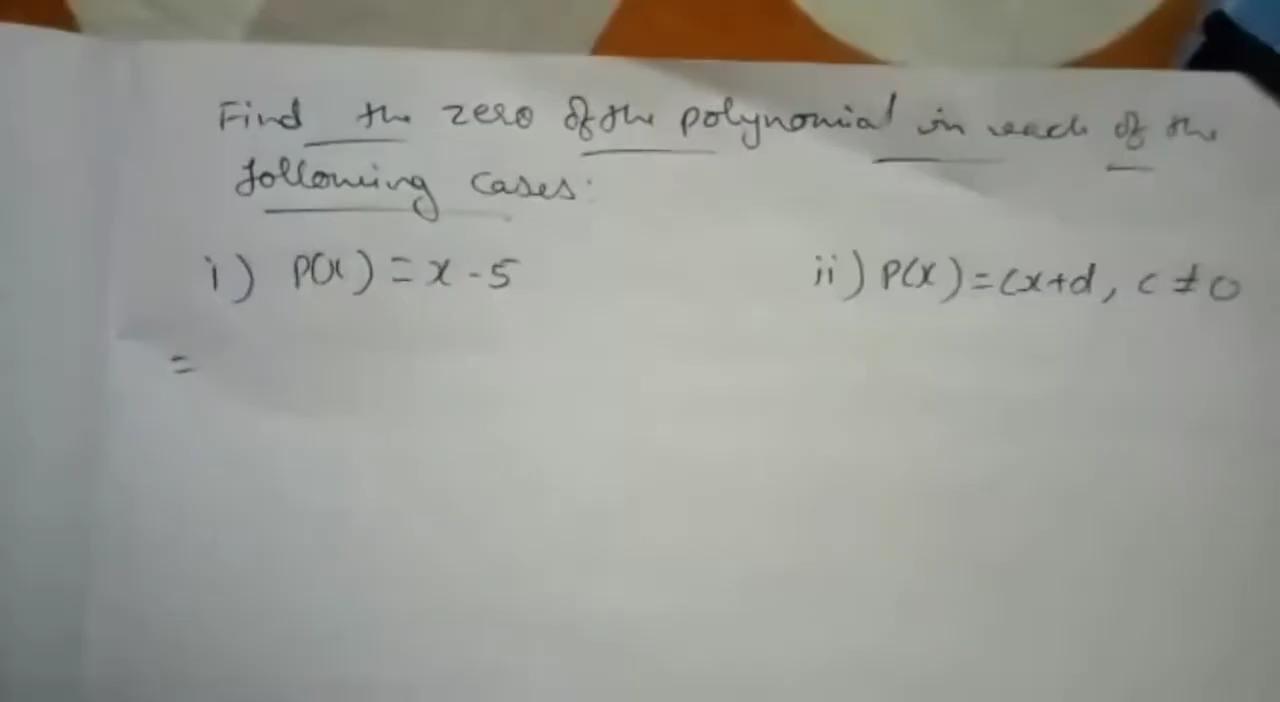 Find the zero of the polynomial in each of the
following cases:
i) P(x) = x - 5 ii) P(x) = cx+d, c ≠ 0
=